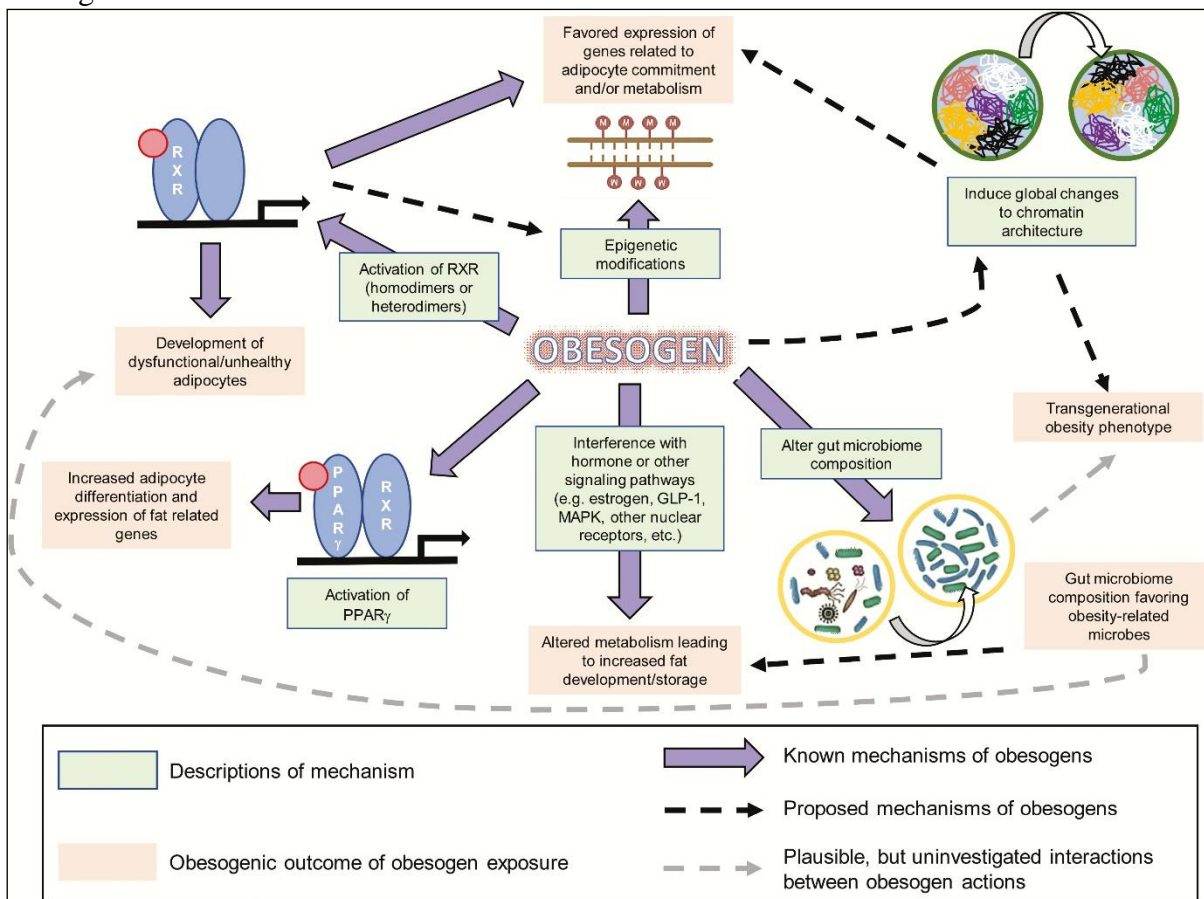 Favored expression of
genes related to
adipocyte commitment
and/or metabolism
M M M M
M M M
R
X
R
Induce global changes
to chromatin
architecture
Epigenetic
modifications
Activation of RXR
(homodimers or
heterodimers)
OBESOGEN
Development of
dysfunctional/unhealthy
adipocytes
Transgenerational
obesity phenotype
Interference with
hormone or other
signaling pathways
(e.g. estrogen, GLP-1,
MAPK, other nuclear
receptors, etc.)
Alter gut microbiome
composition
Increased adipocyte
differentiation and
expression of fat related
genes
P
P
A
R
γ
R
X
R
Activation of
PPARγ
Gut microbiome
composition favoring
obesity-related
microbes
Altered metabolism leading
to increased fat
development/storage
Descriptions of mechanism
Obesogenic outcome of obesogen exposure
Known mechanisms of obesogens
Proposed mechanisms of obesogens
Plausible, but uninvestigated interactions
between obesogen actions